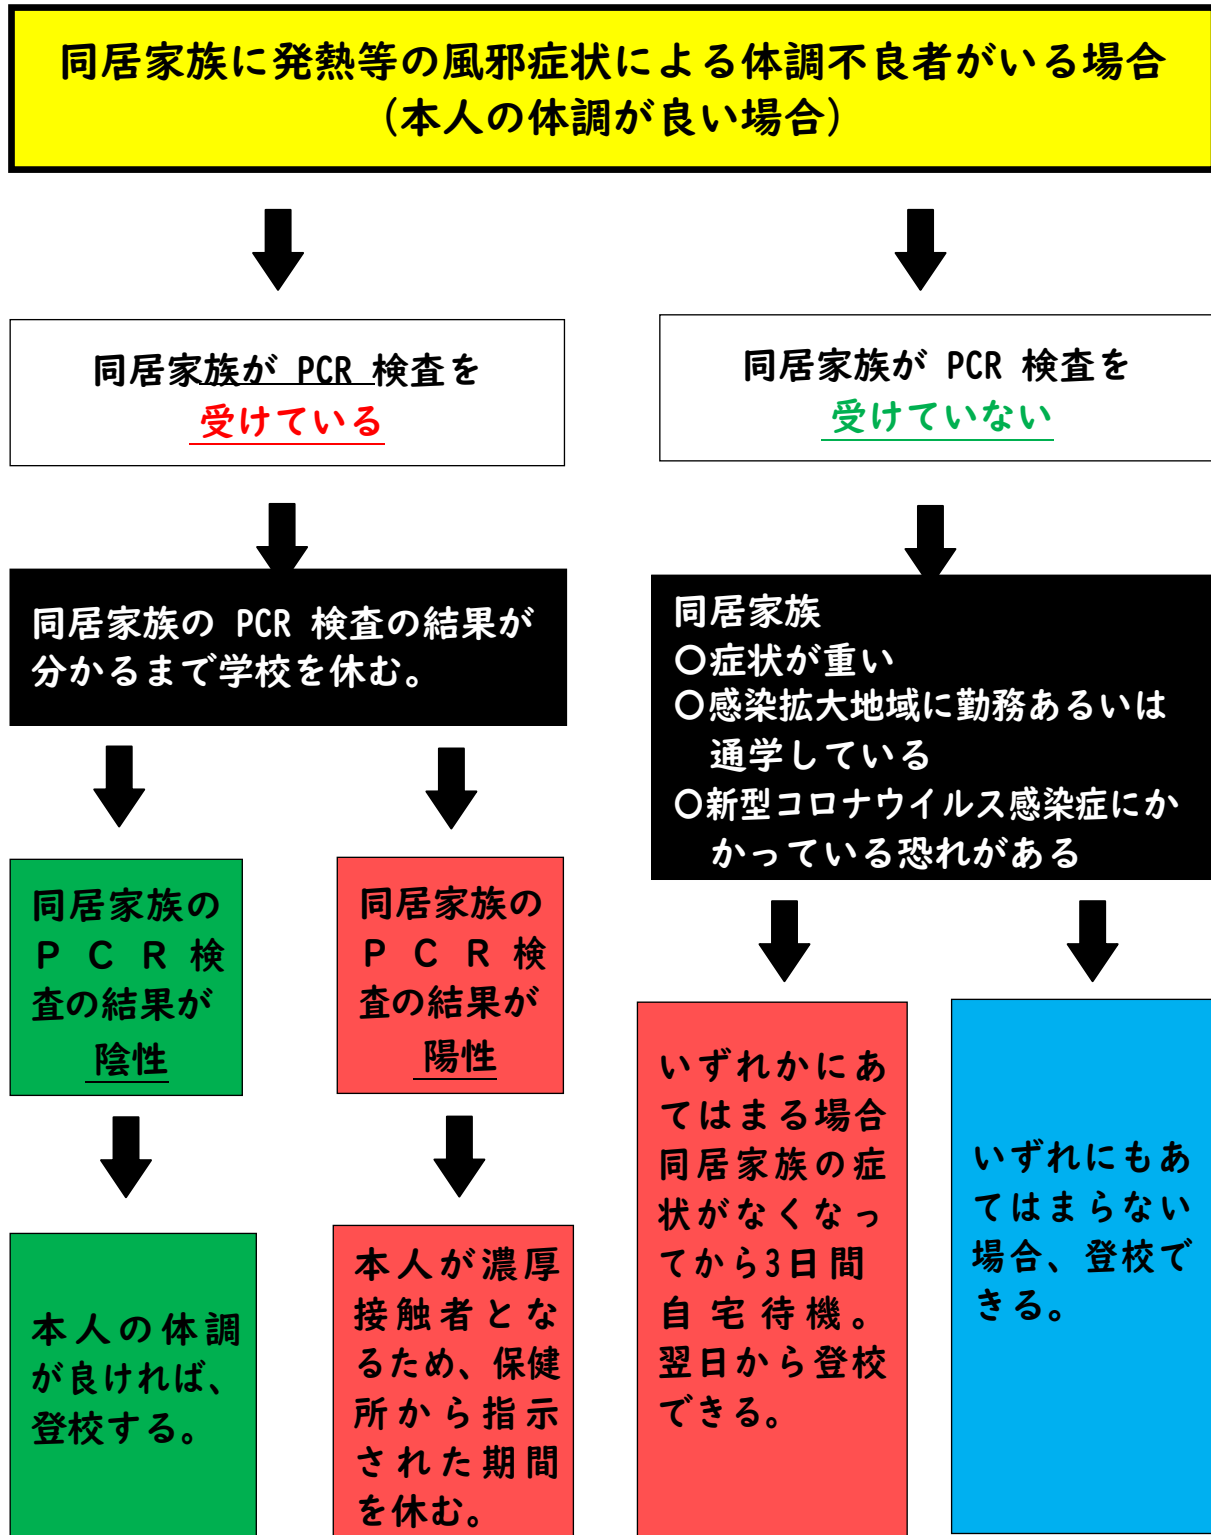 同居家族に発熱等の風邪症状による体調不良者がいる場合
(本人の体調が良い場合)
同居家族が PCR 検査を
受けている
同居家族が PCR 検査を
受けていない
同居家族の PCR 検査の結果が
分かるまで学校を休む。
同居家族
〇症状が重い
〇感染拡大地域に勤務あるいは
通学している
〇新型コロナウイルス感染症にか
かっている恐れがある
同居家族の
ＰＣＲ検
査の結果が
陰性
同居家族の
ＰＣＲ検
査の結果が
陽性
いずれかにあ
てはまる場合
同居家族の症
状がなくなっ
てから3日間
自宅待機。
翌日から登校
できる。
いずれにもあ
てはまらない
場合、登校で
きる。
本人の体調
が良ければ、
登校する。
本人が濃厚
接触者とな
るため、保健
所から指示
された期間
を休む。